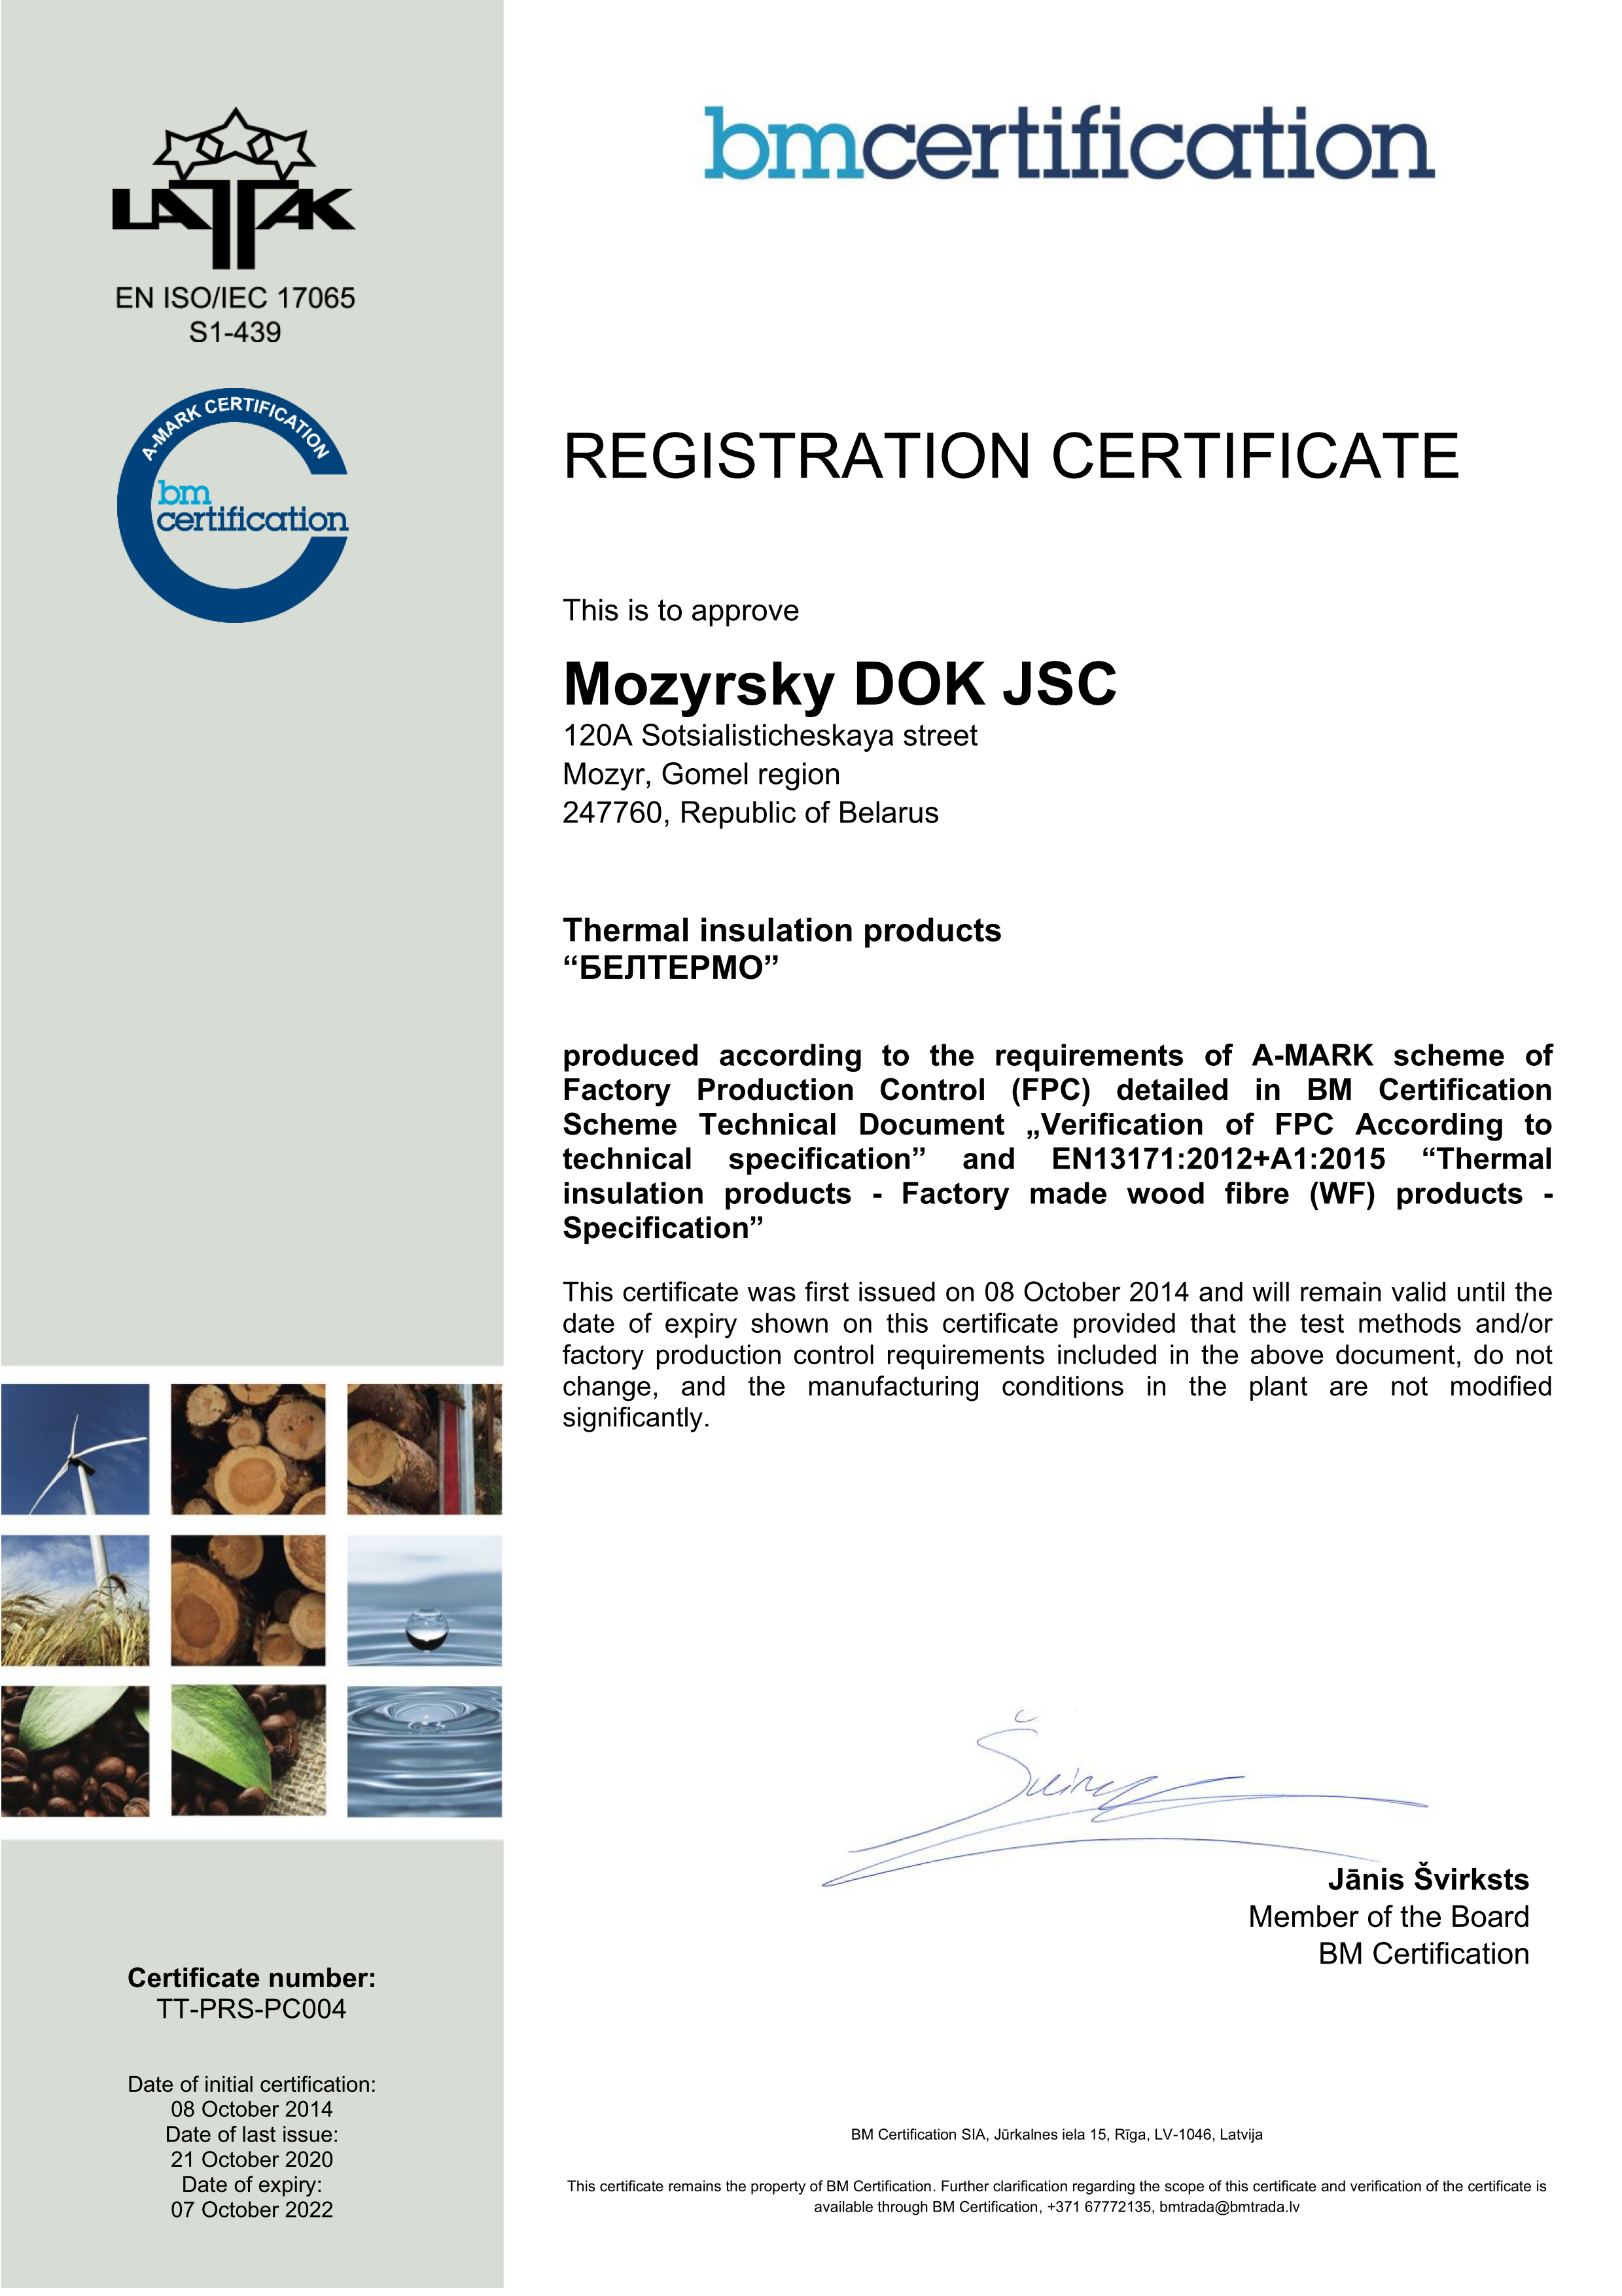 LATAK
EN ISO/IEC 17065
S1-439
A-MARK CERTIFICATION
bm
certification
bmcertification
REGISTRATION CERTIFICATE
This is to approve
Mozyrsky DOK JSC
120A Sotsialisticheskaya street
Mozyr, Gomel region
247760, Republic of Belarus
Thermal insulation products
“БЕЛТЕРМО”
produced according to the requirements of A-MARK scheme of
Factory Production Control (FPC) detailed in BM Certification
Scheme Technical Document „Verification of FPC According to
technical specification” and EN13171:2012+A1:2015 “Thermal
insulation products - Factory made wood fibre (WF) products -
Specification”
This certificate was first issued on 08 October 2014 and will remain valid until the
date of expiry shown on this certificate provided that the test methods and/or
factory production control requirements included in the above document, do not
change, and the manufacturing conditions in the plant are not modified
significantly.
Jānis Švirksts
Member of the Board
BM Certification
Certificate number:
TT-PRS-PC004
Date of initial certification:
08 October 2014
Date of last issue:
21 October 2020
Date of expiry:
07 October 2022
BM Certification SIA, Jūrkalnes iela 15, Rīga, LV-1046, Latvija
This certificate remains the property of BM Certification. Further clarification regarding the scope of this certificate and verification of the certificate is
available through BM Certification, +371 67772135, bmtrada@bmtrada.lv